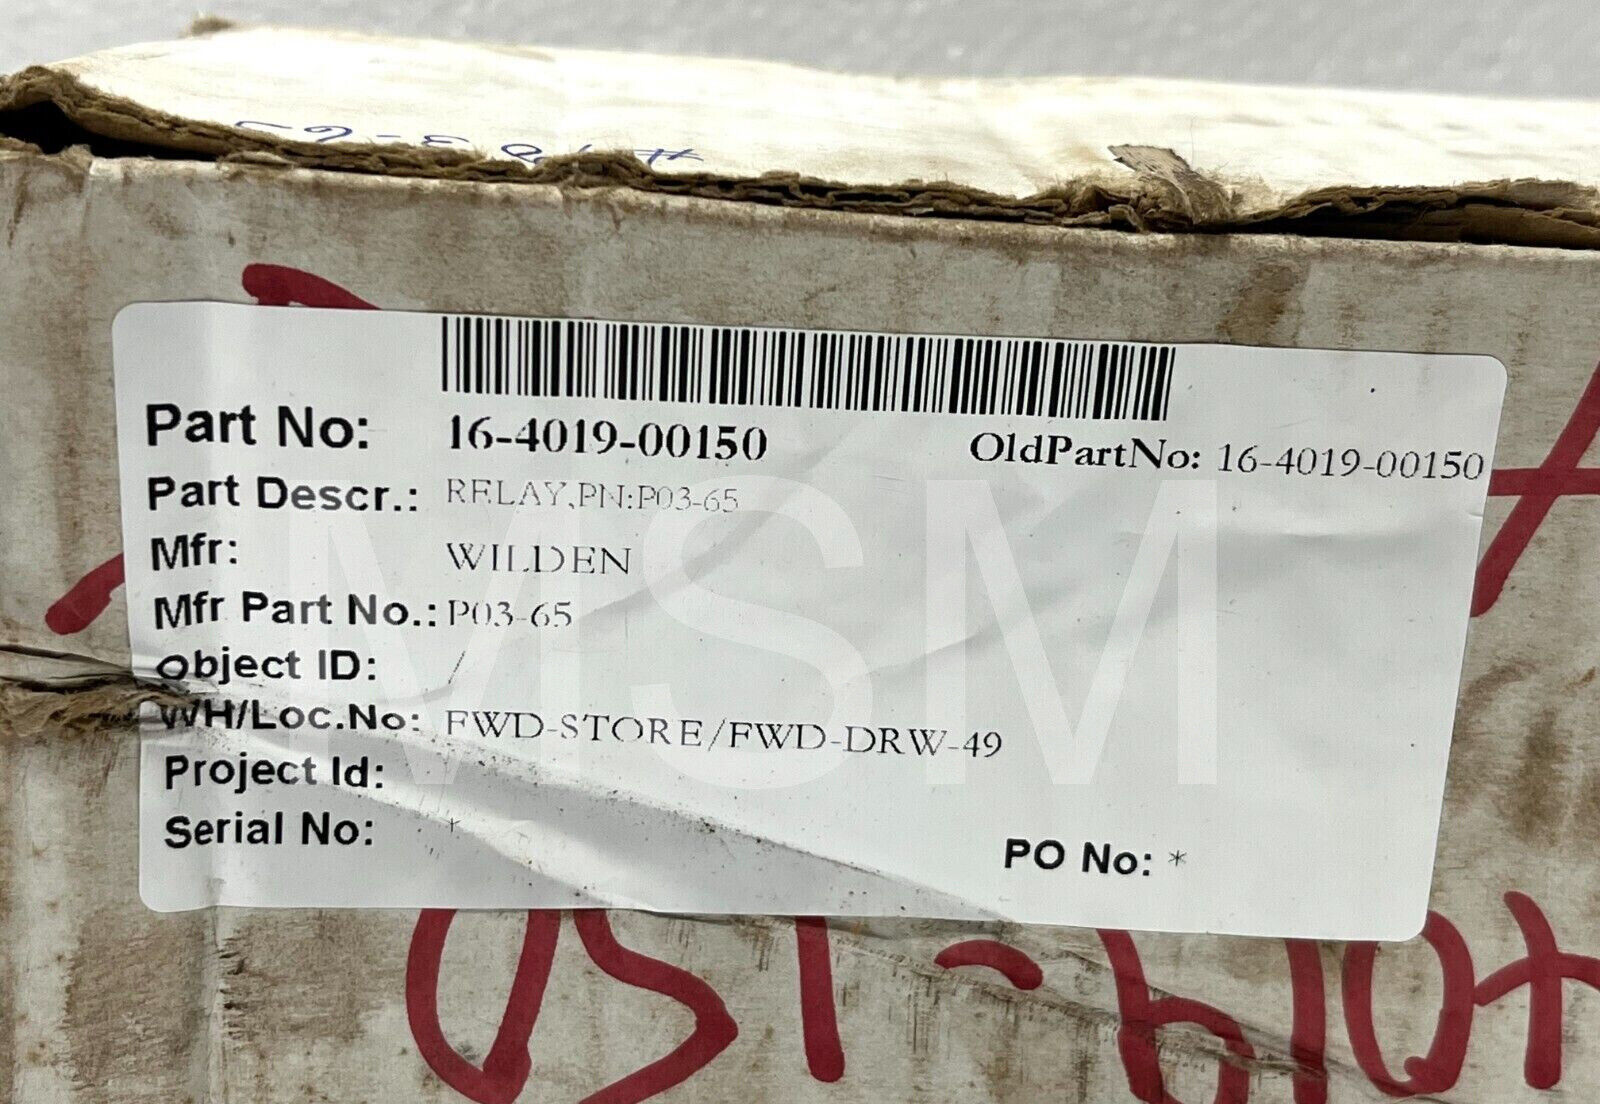 Part No: 16-4019-00150 OldPartNo: 16-4019-00150
Part Descr.: RELAY,PN:P03-65
Mfr: WILDEN
Mfr Part No.: P03-65
Object ID: /
WH/Loc.No: FWD-STORE/FWD-DRW-49
Project Id:
Serial No: * PO No: *
MSM
4019-150